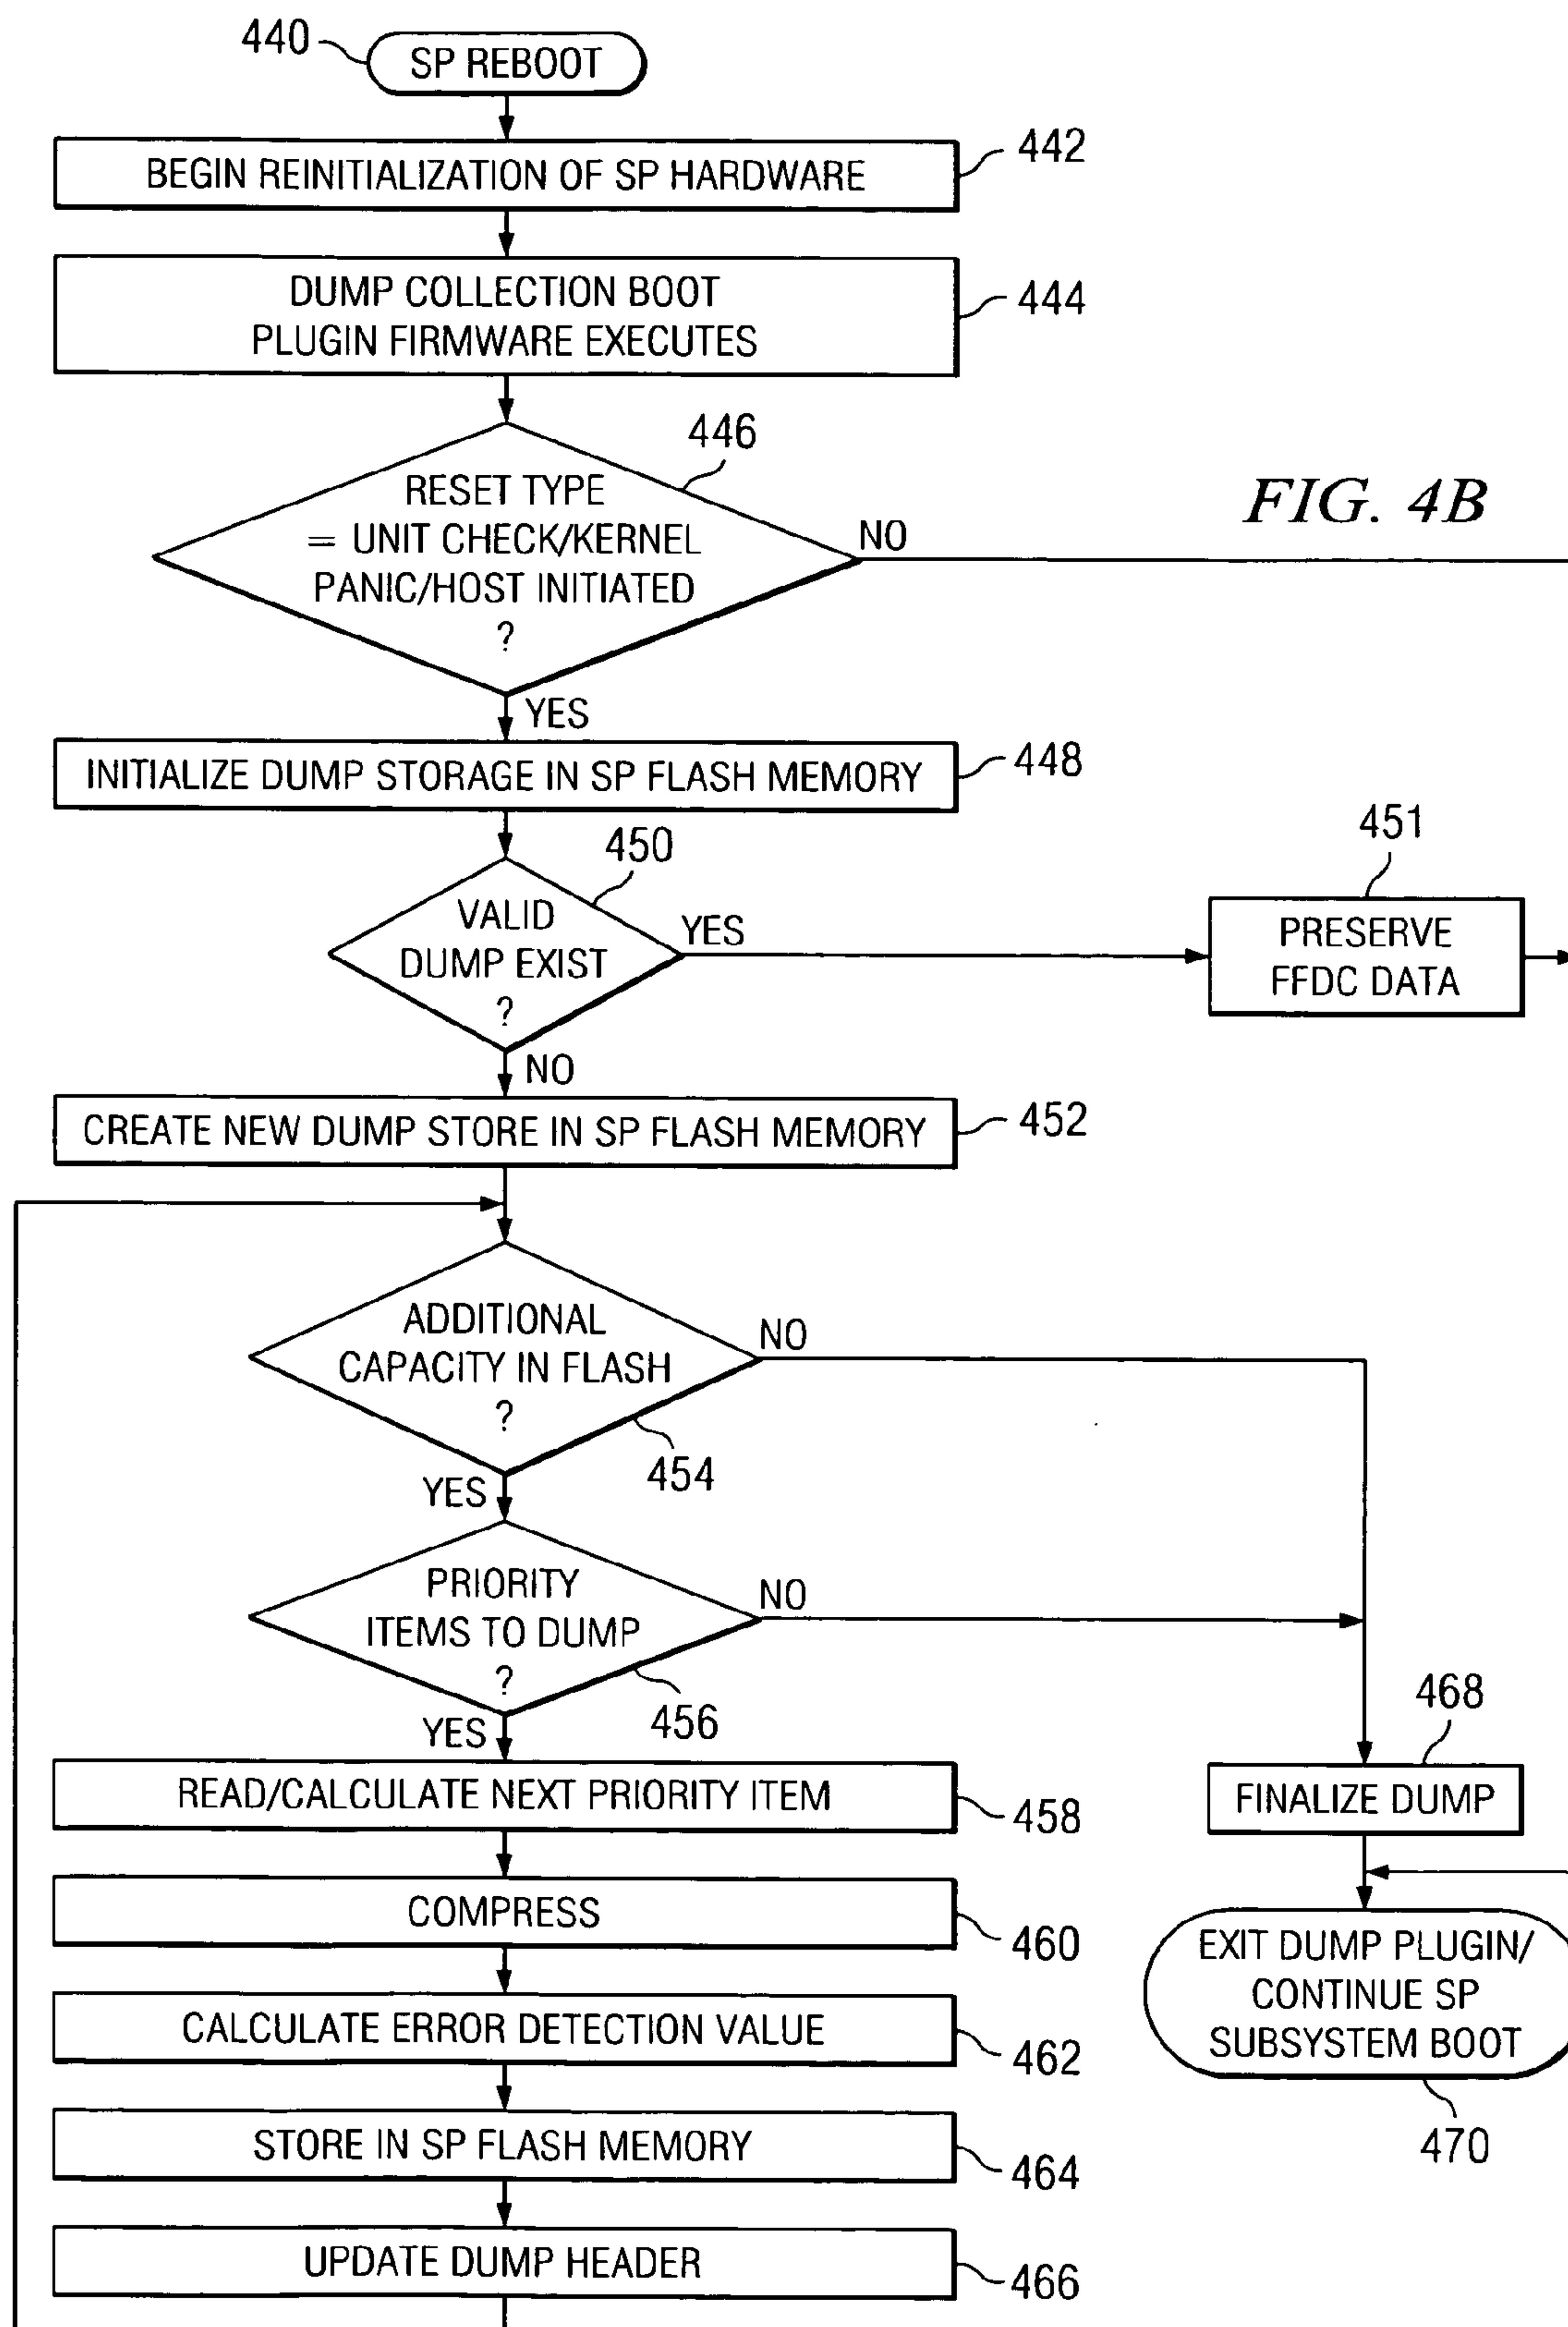 440
SP REBOOT
BEGIN REINITIALIZATION OF SP HARDWARE
442
DUMP COLLECTION BOOT
PLUGIN FIRMWARE EXECUTES
444
446
RESET TYPE
= UNIT CHECK/KERNEL
PANIC/HOST INITIATED
?
NO
FIG. 4B
YES
INITIALIZE DUMP STORAGE IN SP FLASH MEMORY
448
450
VALID
DUMP EXIST
?
YES
451
PRESERVE
FFDC DATA
NO
CREATE NEW DUMP STORE IN SP FLASH MEMORY
452
ADDITIONAL
CAPACITY IN FLASH
?
NO
454
YES
PRIORITY
ITEMS TO DUMP
?
NO
456
YES
READ/CALCULATE NEXT PRIORITY ITEM
458
468
FINALIZE DUMP
COMPRESS
460
CALCULATE ERROR DETECTION VALUE
462
EXIT DUMP PLUGIN/
CONTINUE SP
SUBSYSTEM BOOT
470
STORE IN SP FLASH MEMORY
464
UPDATE DUMP HEADER
466